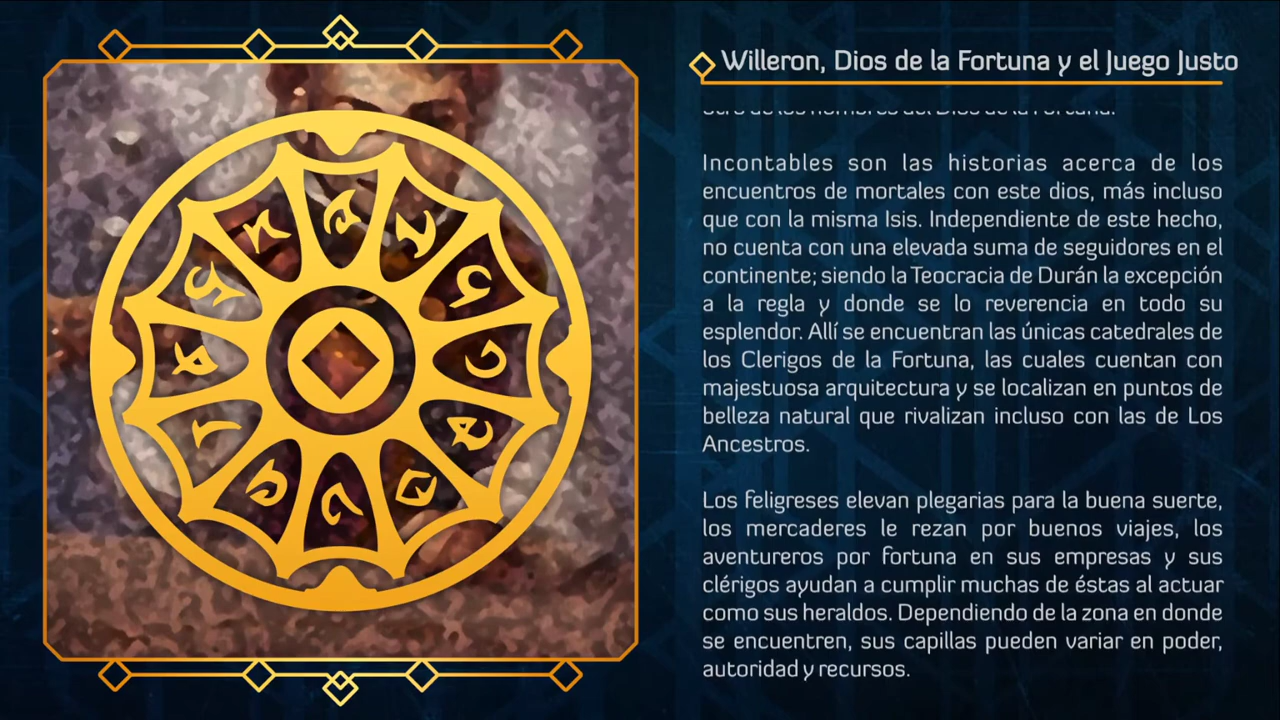 Willeron, Dios de la Fortuna y el Juego Justo
Incontables son las historias acerca de los
encuentros de mortales con este dios, más incluso
que con la misma Isis. Independiente de este hecho,
no cuenta con una elevada suma de seguidores en el
continente; siendo la Teocracia de Durán la excepción
a la regla y donde se lo reverencia en todo su
esplendor. Allí se encuentran las únicas catedrales de
los Clerigos de la Fortuna, las cuales cuentan con
majestuosa arquitectura y se localizan en puntos de
belleza natural que rivalizan incluso con las de Los
Ancestros.
Los feligreses elevan plegarias para la buena suerte,
los mercaderes le rezan por buenos viajes, los
aventureros por fortuna en sus empresas y sus
clérigos ayudan a cumplir muchas de éstas al actuar
como sus heraldos. Dependiendo de la zona en donde
se encuentren, sus capillas pueden variar en poder,
autoridad y recursos.